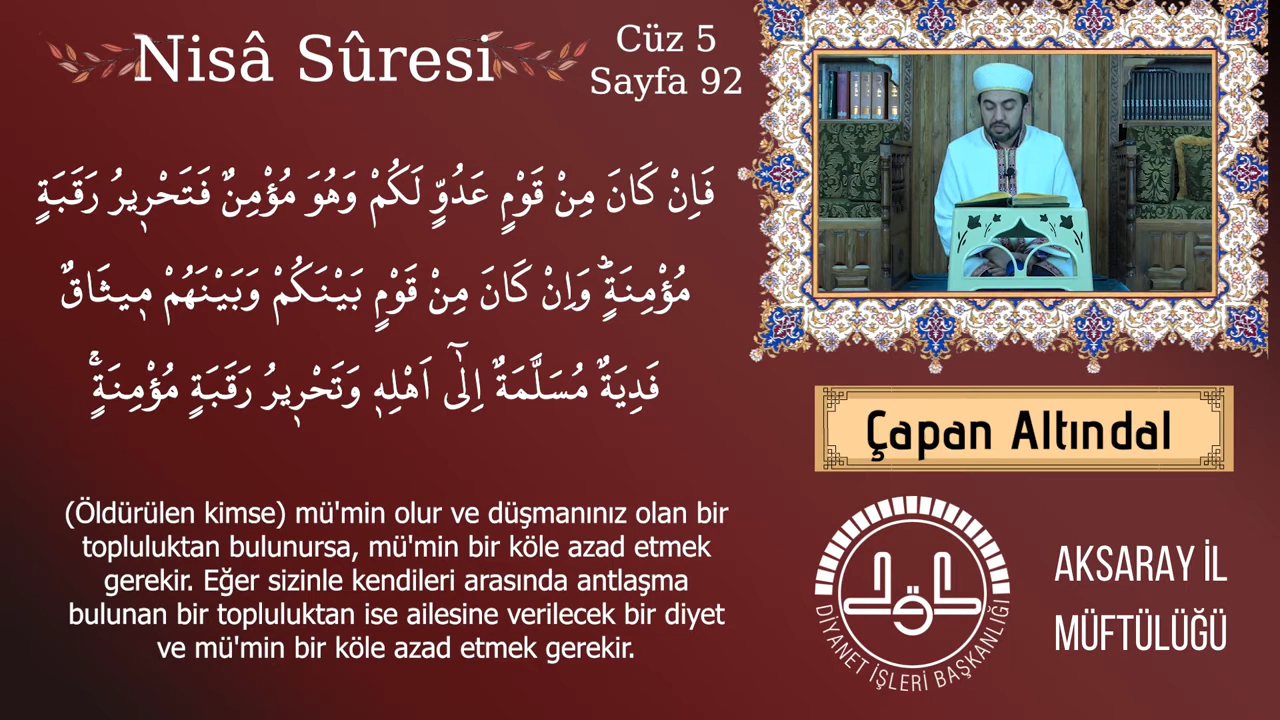 Nisâ Sûresi
Cüz 5
Sayfa 92
فَاِنْ كَانَ مِنْ قَوْمٍ عَدُوٍّ لَكُمْ وَهُوَ مُؤْمِنٌ فَتَحْر۪يرُ رَقَبَةٍ
مُؤْمِنَةٍۜ وَاِنْ كَانَ مِنْ قَوْمٍ بَيْنَكُمْ وَبَيْنَهُمْ م۪يثَاقٌ
فَدِيَةٌ مُسَلَّمَةٌ اِلٰٓى اَهْلِه۪ وَتَحْر۪يرُ رَقَبَةٍ مُؤْمِنَةٍۚ
(Öldürülen kimse) mü'min olur ve düşmanınız olan bir
topluluktan bulunursa, mü'min bir köle azad etmek
gerekir. Eğer sizinle kendileri arasında antlaşma
bulunan bir topluluktan ise ailesine verilecek bir diyet
ve mü'min bir köle azad etmek gerekir.
Çapan Altındal
DİYANET İŞLERİ BAŞKANLIĞI
AKSARAY İL
MÜFTÜLÜĞÜ